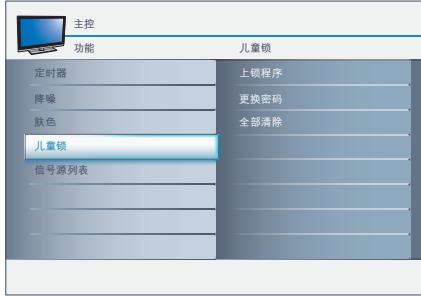 主控
功能 儿童锁
定时器 上锁程序
降噪 更换密码
肤色 全部清除
儿童锁
信号源列表